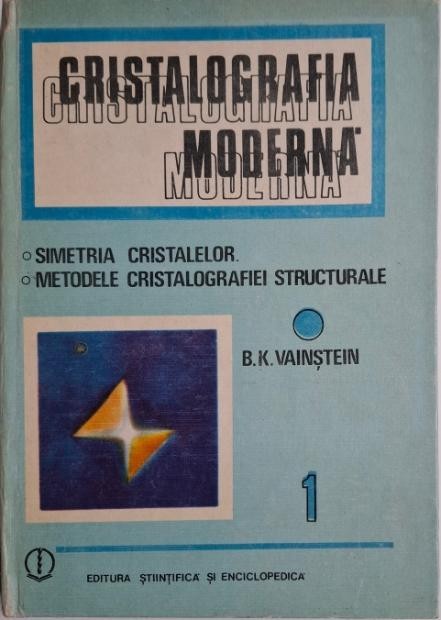 CRISTALOGRAFIA
MODERNĂ
○ SIMETRIA CRISTALELOR.
○ METODELE CRISTALOGRAFIEI STRUCTURALE
B.K. VAINȘTEIN
1
EDITURA ȘTIINȚIFICĂ ȘI ENCICLOPEDICĂ